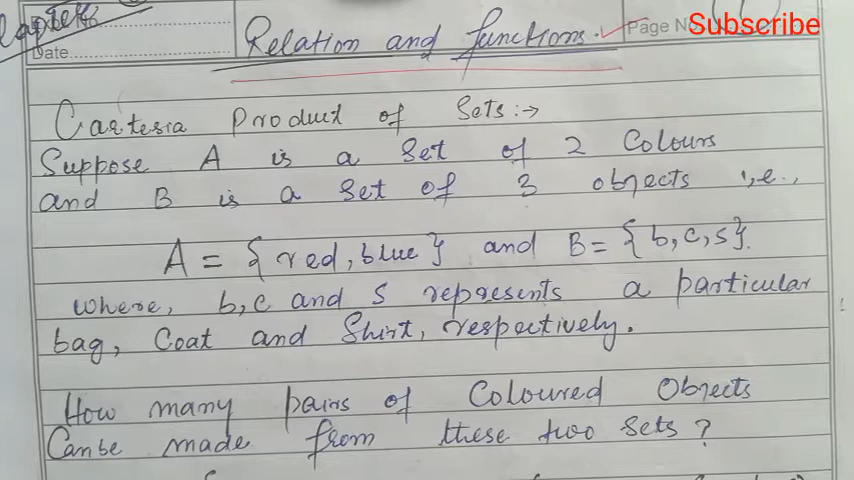 Date
Relation and functions.
Page No
Subscribe
Cartesia Product of Sets:→
Suppose A is a set of 2 Colours
and B is a set of 3 objects i.e.,
A = {red, blue} and B = {b, c, s}.
where, b, c and s represents a particular
bag, Coat and Shirt, respectively.
How many pairs of Coloured Objects
Can be made from these two sets?